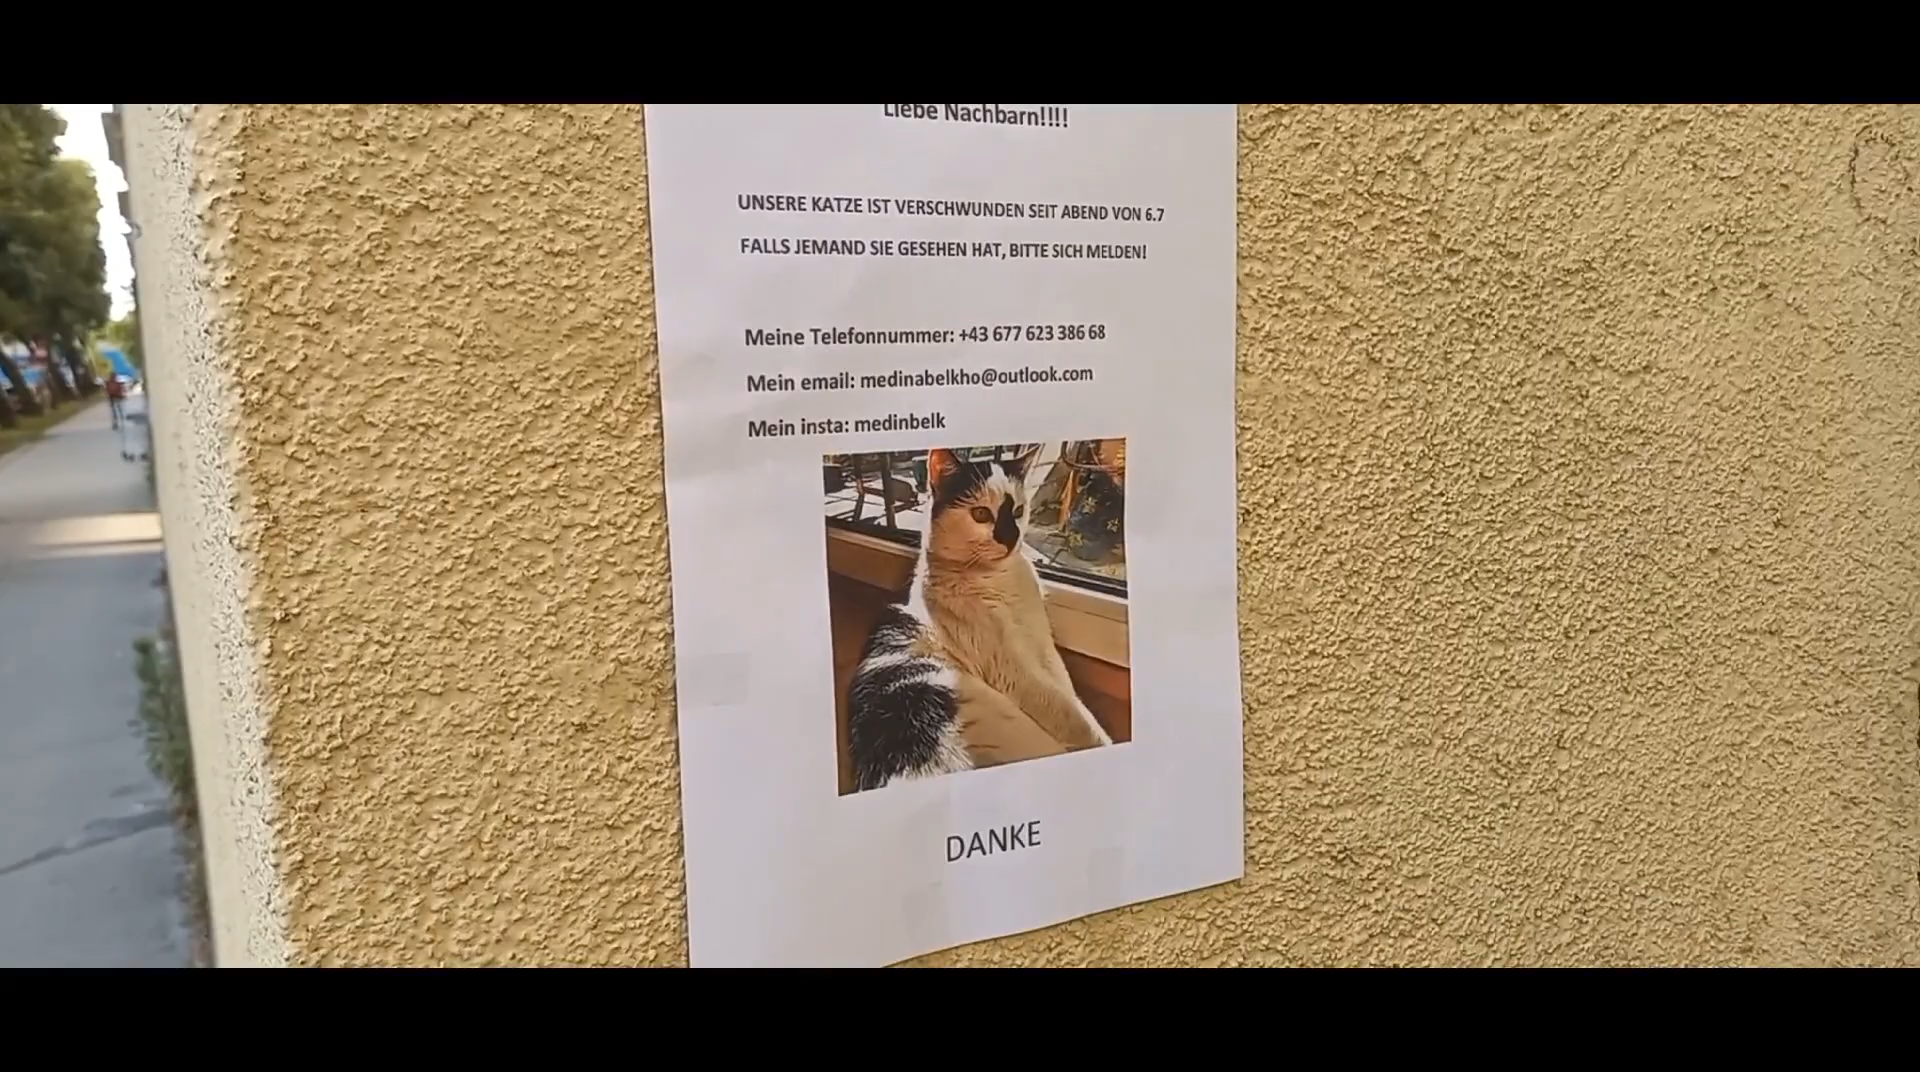 Liebe Nachbarn!!!!
UNSERE KATZE IST VERSCHWUNDEN SEIT ABEND VON 6.7
FALLS JEMAND SIE GESEHEN HAT, BITTE SICH MELDEN!
Meine Telefonnummer: +43 677 623 386 68
Mein email: medinabelkho@outlook.com
Mein insta: medinbelk
DANKE